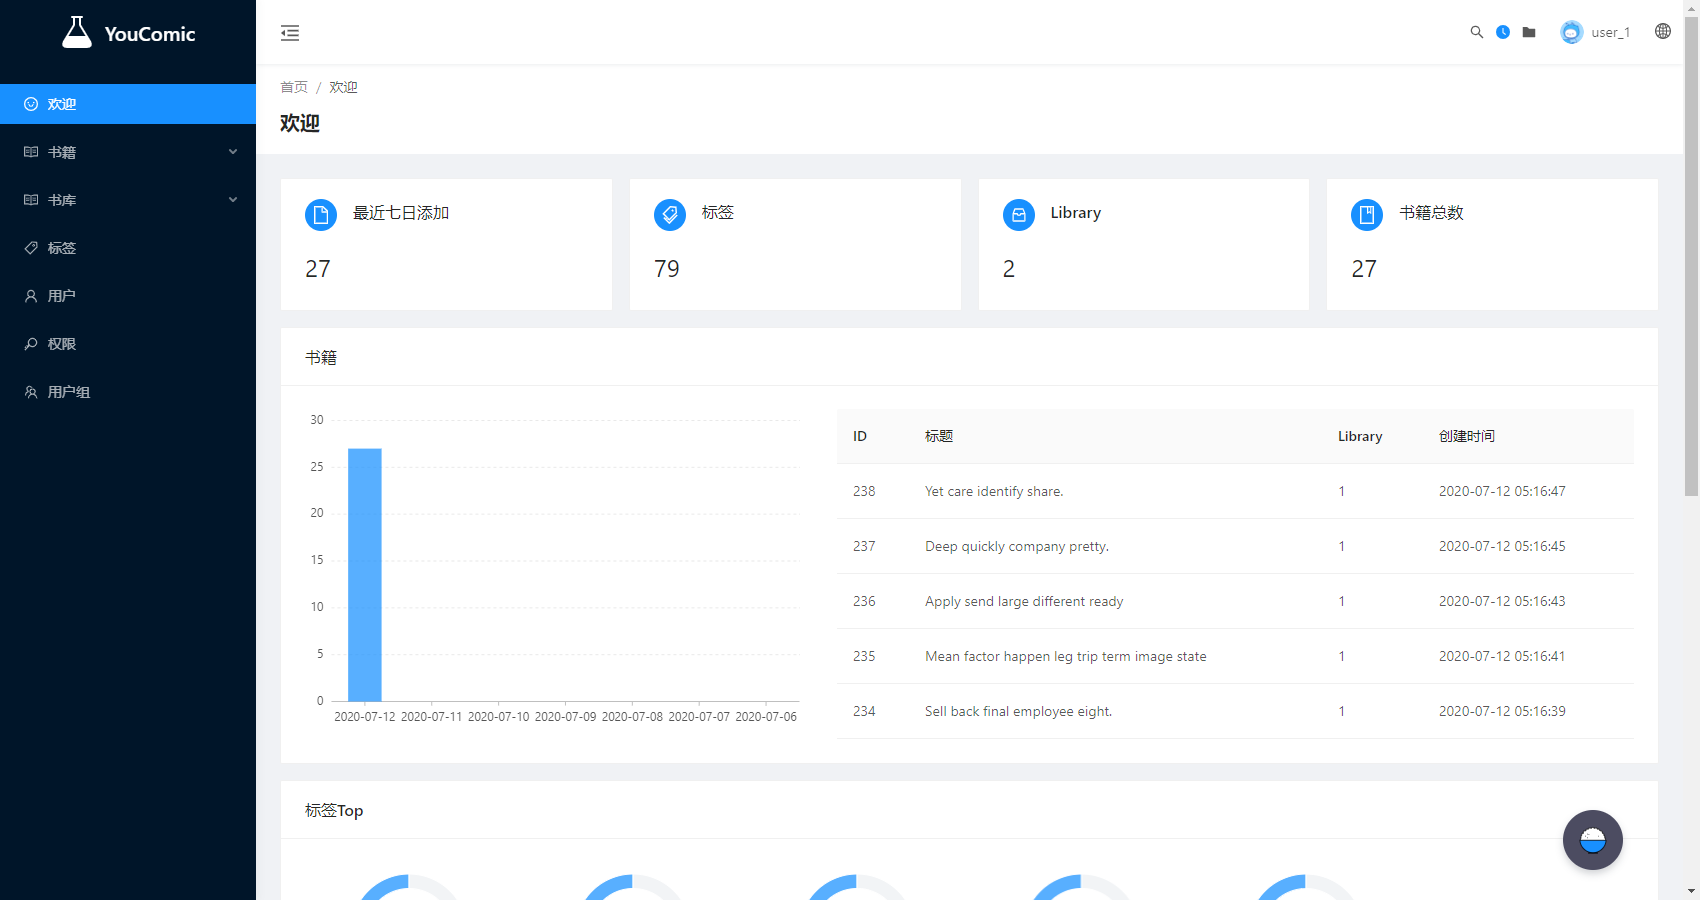 YouComic
欢迎
书籍
书库
标签
用户
权限
用户组
user_1
首页 / 欢迎
欢迎
最近七日添加
27
标签
79
Library
2
书籍总数
27
书籍
30
25
20
15
10
5
0
2020-07-12 2020-07-11 2020-07-10 2020-07-09 2020-07-08 2020-07-07 2020-07-06
ID 标题 Library 创建时间
238 Yet care identify share. 1 2020-07-12 05:16:47
237 Deep quickly company pretty. 1 2020-07-12 05:16:45
236 Apply send large different ready 1 2020-07-12 05:16:43
235 Mean factor happen leg trip term image state 1 2020-07-12 05:16:41
234 Sell back final employee eight. 1 2020-07-12 05:16:39
标签Top